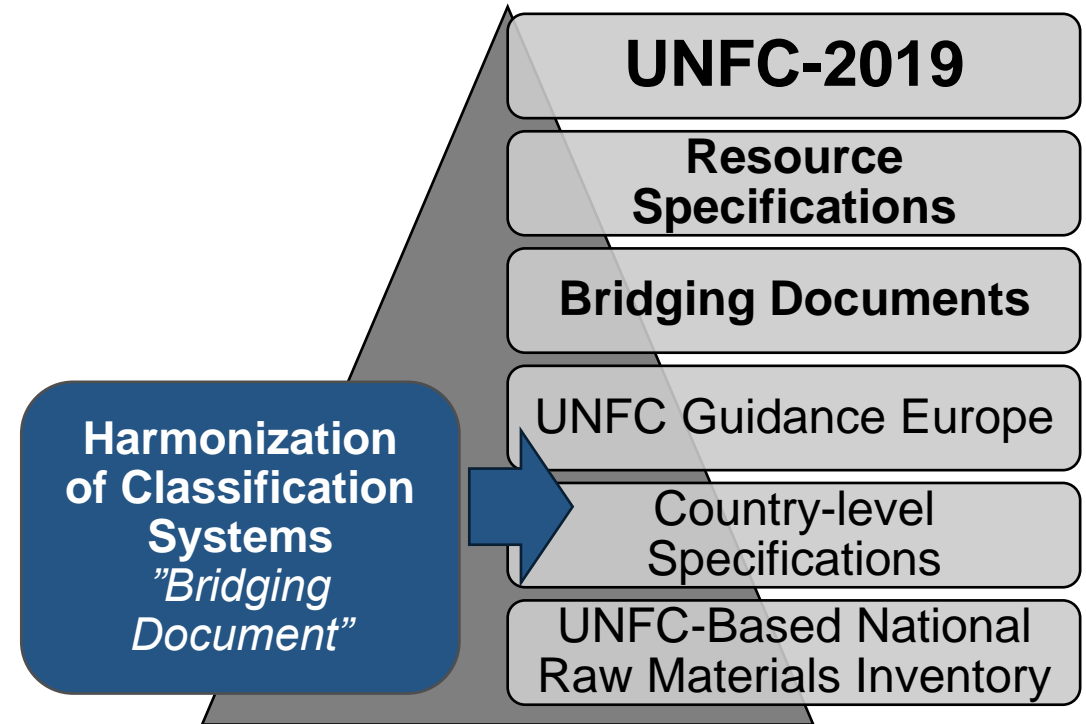 UNFC-2019
Resource
Specifications
Bridging Documents
UNFC Guidance Europe
Country-level
Specifications
UNFC-Based National
Raw Materials Inventory
Harmonization
of Classification
Systems
”Bridging
Document”